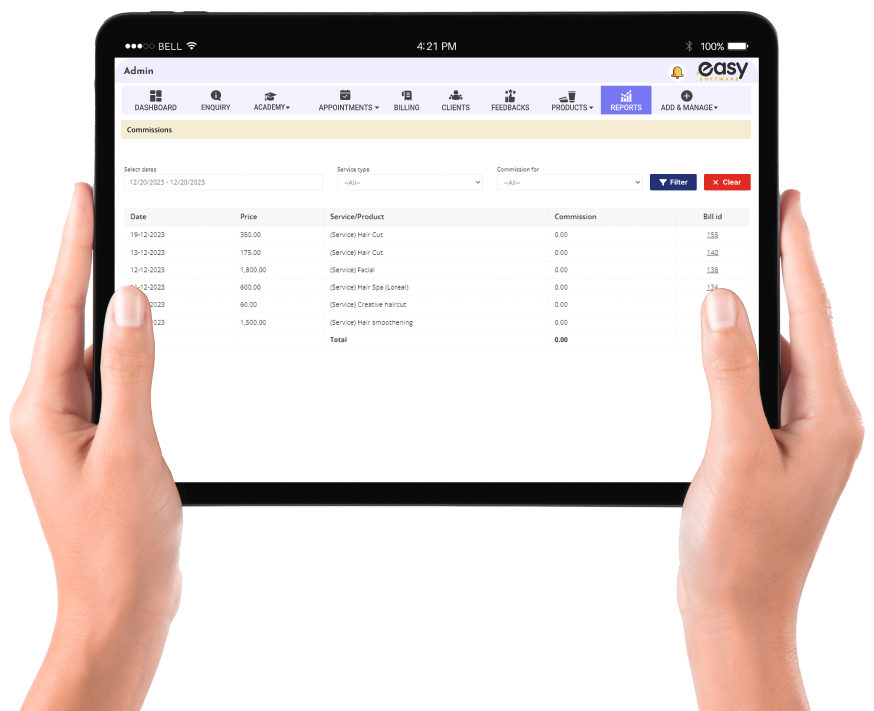 BELL 4:21 PM 100%
Admin
easy
SOFTWARE
DASHBOARD ENQUIRY ACADEMY APPOINTMENTS BILLING CLIENTS FEEDBACKS PRODUCTS REPORTS ADD & MANAGE
Commissions
Select dates Service type Commission for
12/20/2023 - 12/20/2023 --All-- --All-- Filter × Clear
Date Price Service/Product Commission Bill id
19-12-2023 350.00 (Service) Hair Cut 0.00 155
13-12-2023 175.00 (Service) Hair Cut 0.00 140
12-12-2023 1,800.00 (Service) Facial 0.00 138
-12-2023 600.00 (Service) Hair Spa (Loreal) 0.00 134
2023 60.00 (Service) Creative haircut 0.00
2023 1,500.00 (Service) Hair smoothening 0.00
Total 0.00